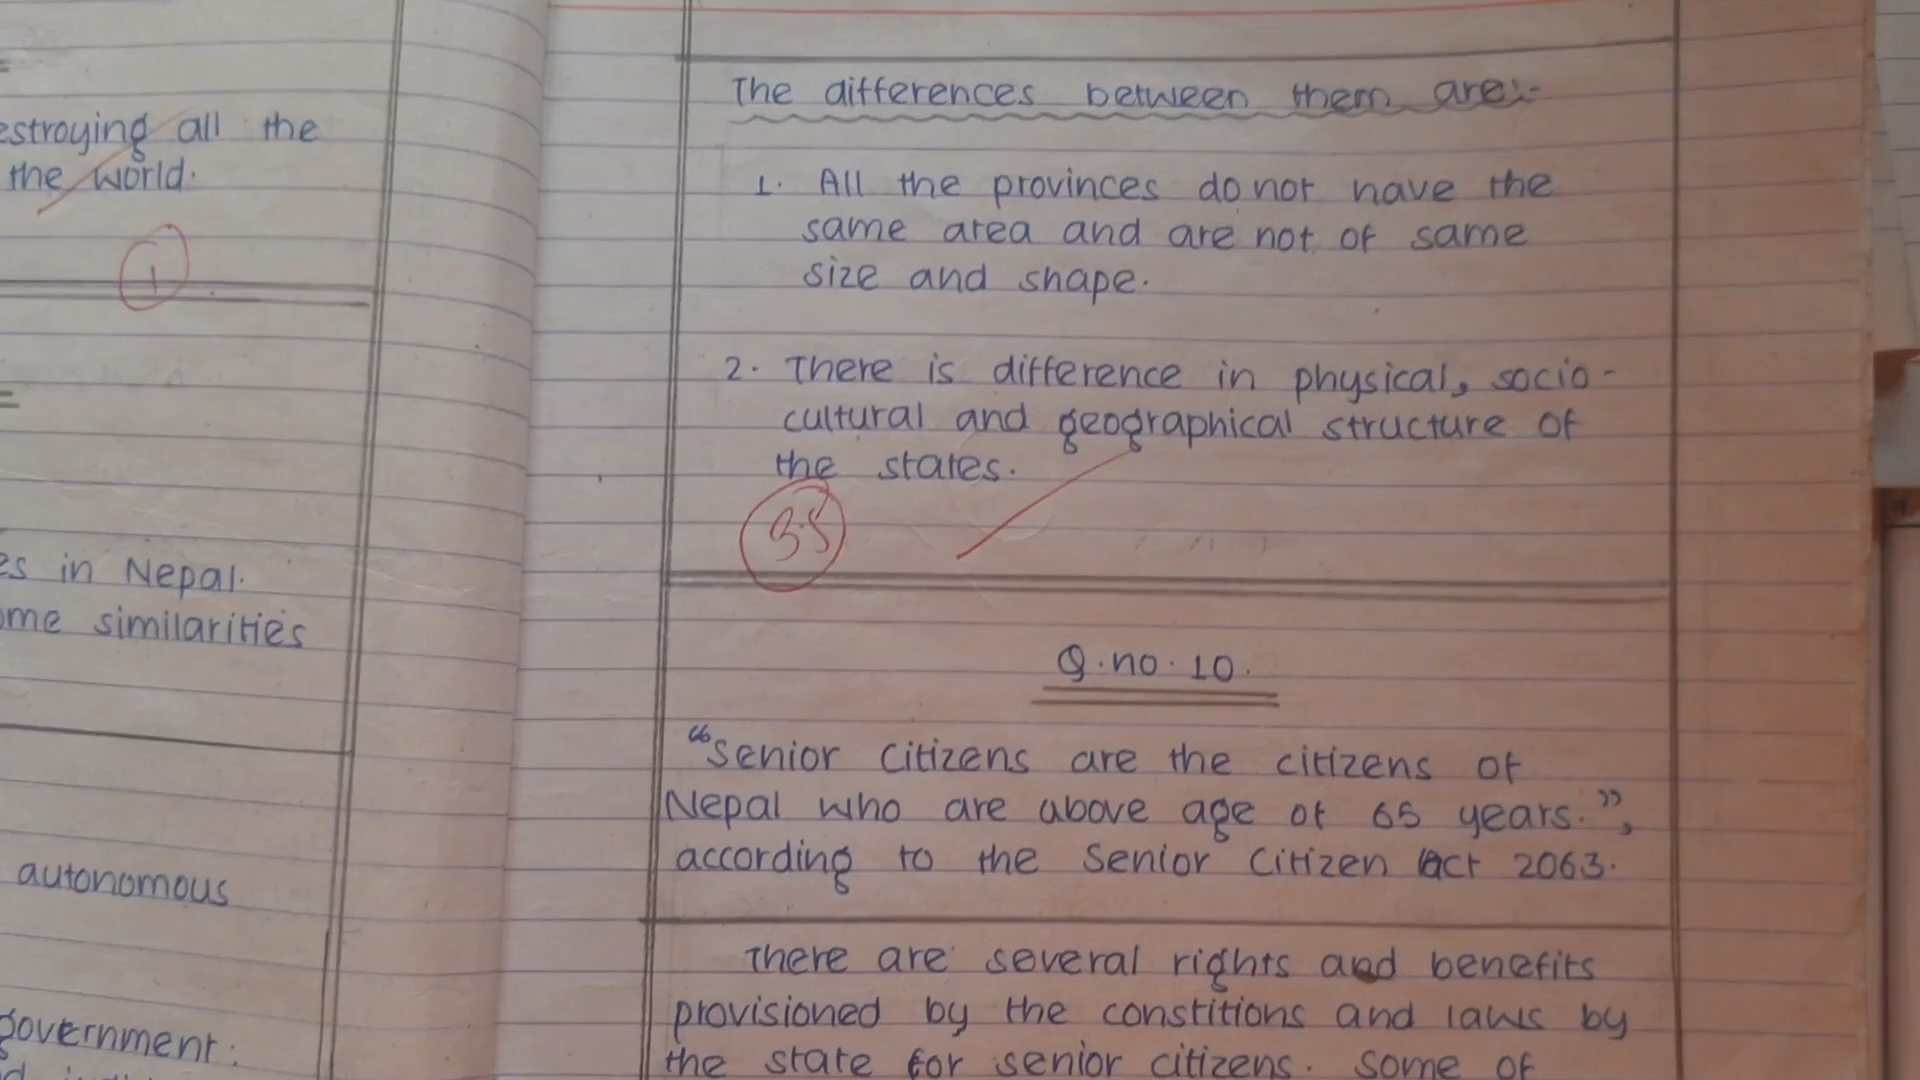 estroying all the
the world.
1
es in Nepal.
ome similarities
autonomous
government.
The differences between them are:-
1. All the provinces do not have the
same area and are not of same
size and shape.
2. There is difference in physical, socio-
cultural and geographical structure of
the states.
3.5
Q.no.10.
"Senior citizens are the citizens of
Nepal who are above age of 65 years.",
according to the Senior Citizen Act 2063.
There are several rights and benefits
provisioned by the constitions and laws by
the state for senior citizens. Some of